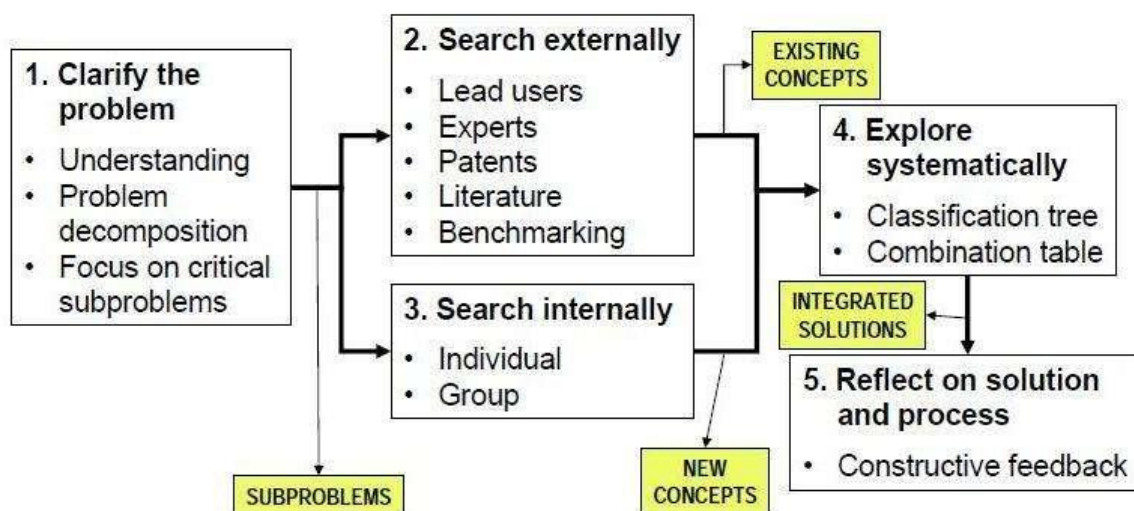 1. Clarify the
problem
• Understanding
• Problem
decomposition
• Focus on critical
subproblems
2. Search externally
• Lead users
• Experts
• Patents
• Literature
• Benchmarking
3. Search internally
• Individual
• Group
EXISTING
CONCEPTS
4. Explore
systematically
• Classification tree
• Combination table
INTEGRATED
SOLUTIONS
5. Reflect on solution
and process
• Constructive feedback
SUBPROBLEMS
NEW
CONCEPTS